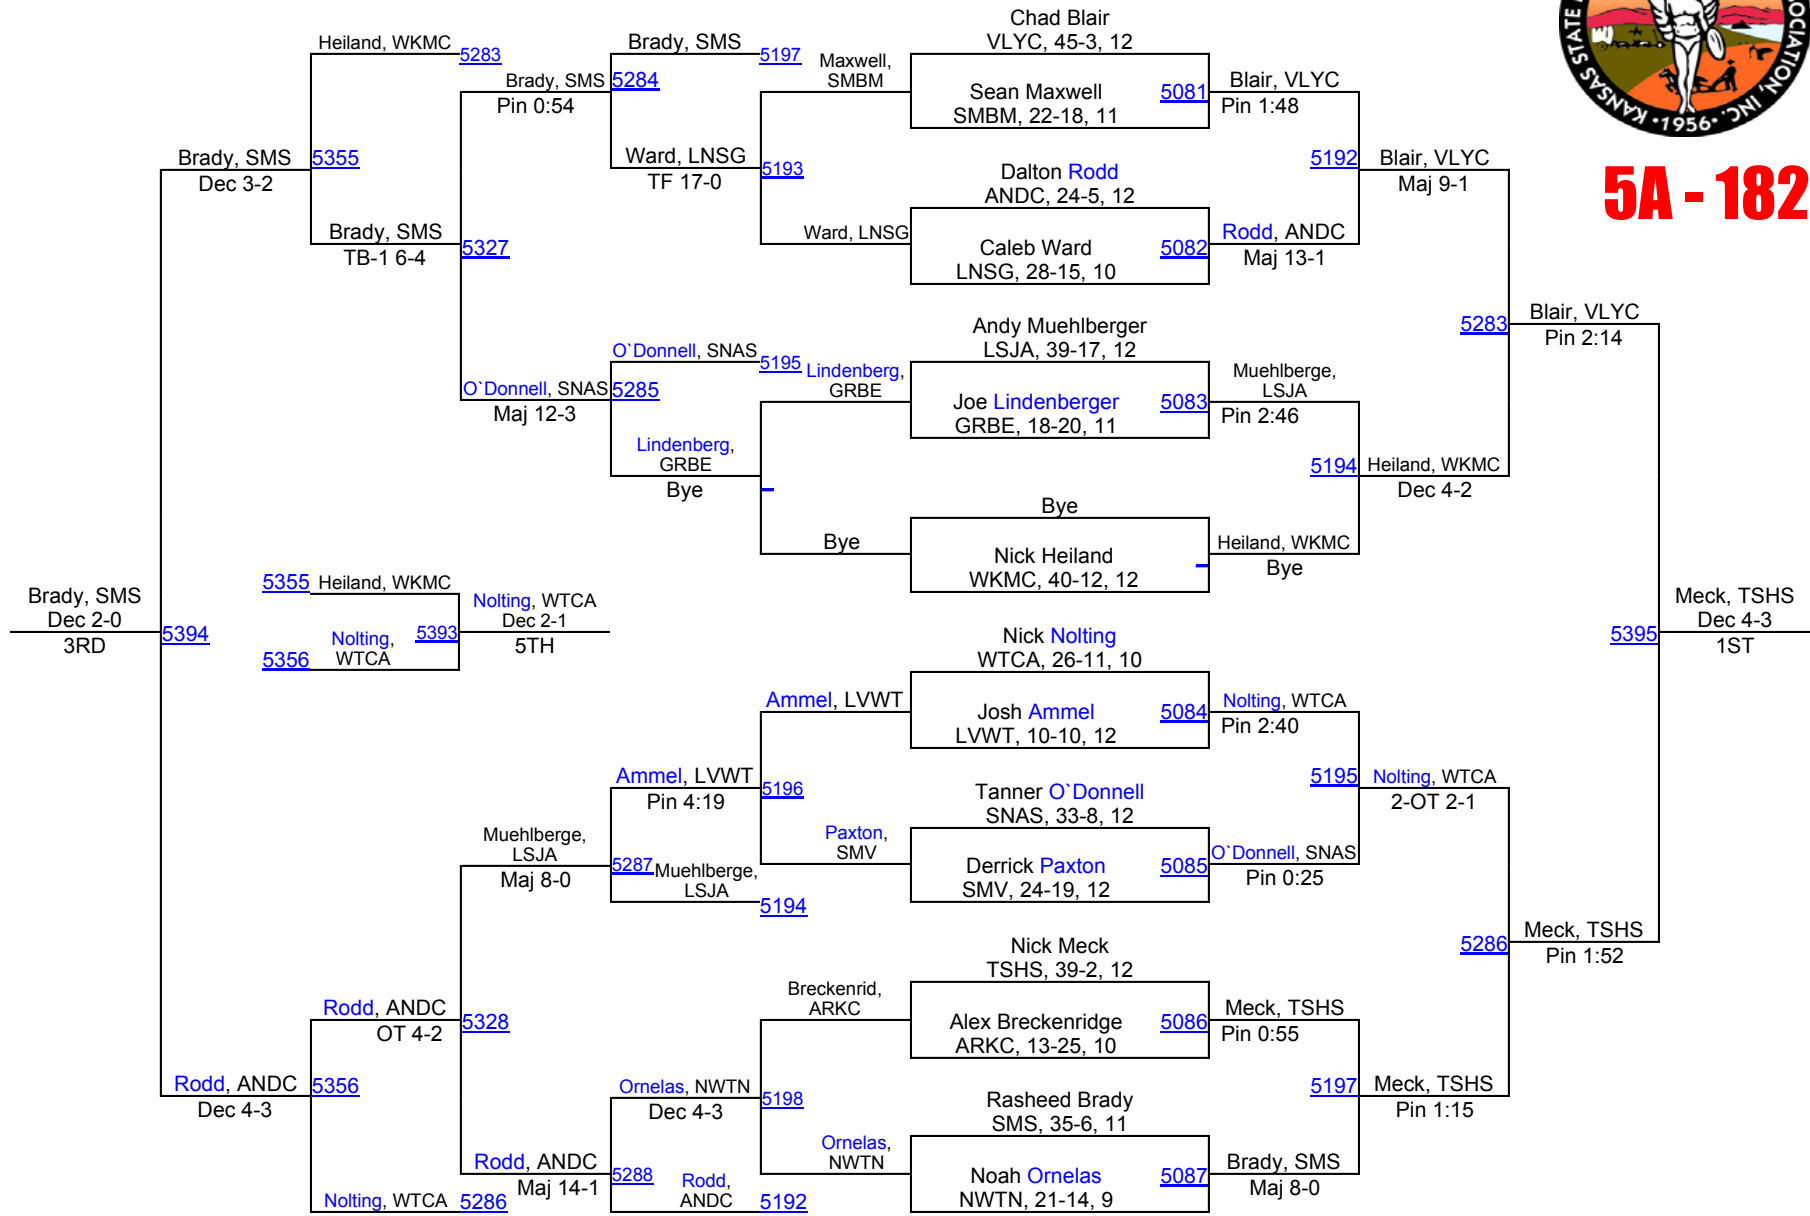 KANSAS STATE
OCIATION, INC.
·1956·
5A - 182
Heiland, WKMC
5283
Brady, SMS
Pin 0:54
5284
Brady, SMS
5197
Ward, LNSG
TF 17-0
5193
Maxwell,
SMBM
Ward, LNSG
Brady, SMS
Dec 3-2
5355
Brady, SMS
TB-1 6-4
5327
O`Donnell, SNAS
Maj 12-3
5285
O`Donnell, SNAS
5195
Lindenberg,
GRBE
Bye
Lindenberg,
GRBE
Bye
Chad Blair
VLYC, 45-3, 12
Sean Maxwell
SMBM, 22-18, 11
5081
Blair, VLYC
Pin 1:48
Dalton Rodd
ANDC, 24-5, 12
Caleb Ward
LNSG, 28-15, 10
5082
Rodd, ANDC
Maj 13-1
5192
Blair, VLYC
Maj 9-1
Andy Muehlberger
LSJA, 39-17, 12
Joe Lindenberger
GRBE, 18-20, 11
5083
Muehlberge,
LSJA
Pin 2:46
Bye
Nick Heiland
WKMC, 40-12, 12
Heiland, WKMC
Bye
5194
Heiland, WKMC
Dec 4-2
5283
Blair, VLYC
Pin 2:14
Brady, SMS
Dec 2-0
3RD
5394
5355
Heiland, WKMC
5356
Nolting,
WTCA
5393
Nolting, WTCA
Dec 2-1
5TH
5395
Meck, TSHS
Dec 4-3
1ST
Nick Nolting
WTCA, 26-11, 10
Josh Ammel
LVWT, 10-10, 12
5084
Nolting, WTCA
Pin 2:40
Tanner O`Donnell
SNAS, 33-8, 12
Derrick Paxton
SMV, 24-19, 12
5085
O`Donnell, SNAS
Pin 0:25
5195
Nolting, WTCA
2-OT 2-1
Nick Meck
TSHS, 39-2, 12
Alex Breckenridge
ARKC, 13-25, 10
5086
Meck, TSHS
Pin 0:55
Rasheed Brady
SMS, 35-6, 11
Noah Ornelas
NWTN, 21-14, 9
5087
Brady, SMS
Maj 8-0
5197
Meck, TSHS
Pin 1:15
5286
Meck, TSHS
Pin 1:52
Ammel, LVWT
Paxton,
SMV
5196
Ammel, LVWT
Pin 4:19
5287
Muehlberge,
LSJA
5194
Muehlberge,
LSJA
Maj 8-0
Breckenrid,
ARKC
Ornelas,
NWTN
5198
Ornelas, NWTN
Dec 4-3
5288
Rodd,
ANDC
5192
Rodd, ANDC
Maj 14-1
5328
Rodd, ANDC
OT 4-2
5356
Nolting, WTCA
5286
Rodd, ANDC
Dec 4-3